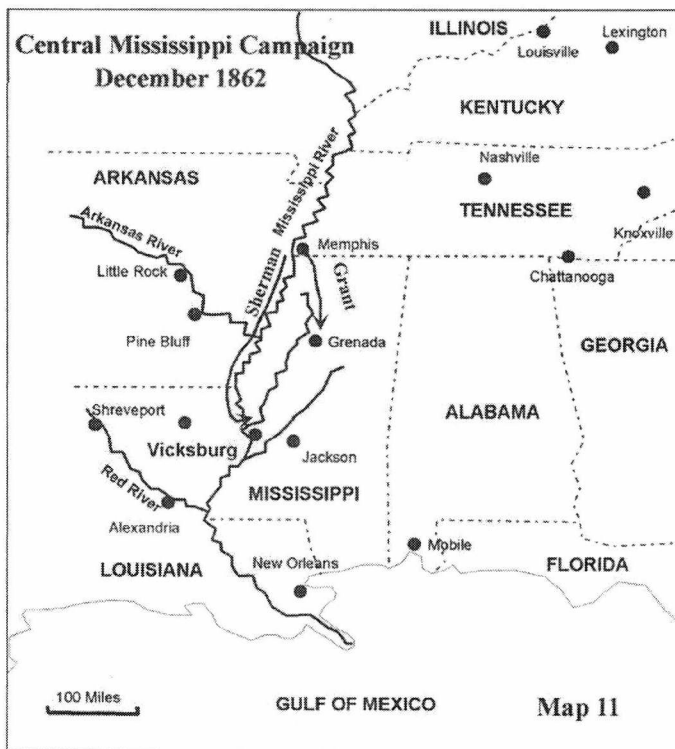 Central Mississippi Campaign
December 1862
ILLINOIS
Louisville
Lexington
KENTUCKY
Mississippi River
Nashville
ARKANSAS
TENNESSEE
Knoxville
Arkansas River
Memphis
Chattanooga
Little Rock
Sherman
Grant
Pine Bluff
Grenada
GEORGIA
Shreveport
ALABAMA
Vicksburg
Jackson
Red River
MISSISSIPPI
Alexandria
Mobile
New Orleans
LOUISIANA
FLORIDA
100 Miles
GULF OF MEXICO
Map 11